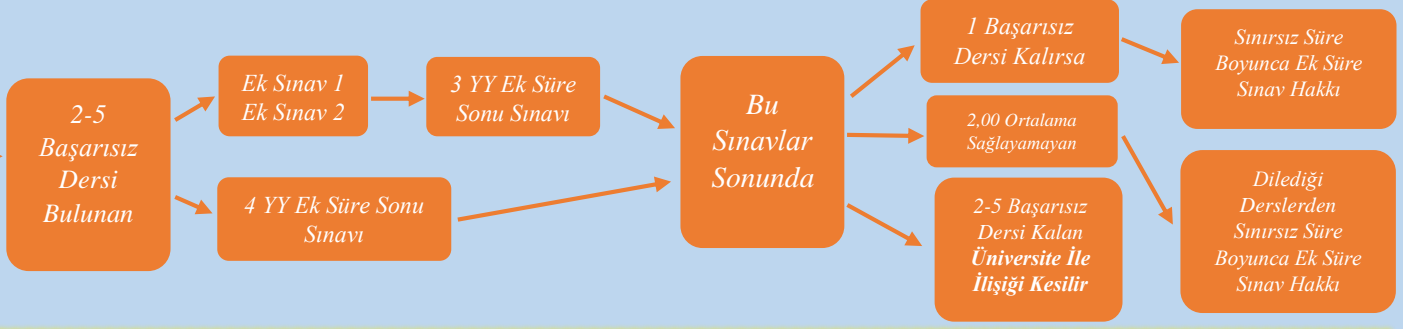 2-5
Başarısız
Dersi
Bulunan
Ek Sınav 1
Ek Sınav 2
3 YY Ek Süre
Sonu Sınavı
4 YY Ek Süre Sonu
Sınavı
Bu
Sınavlar
Sonunda
1 Başarısız
Dersi Kalırsa
Sınırsız Süre
Boyunca Ek Süre
Sınav Hakkı
2,00 Ortalama
Sağlayamayan
Dilediği
Derslerden
Sınırsız Süre
Boyunca Ek Süre
Sınav Hakkı
2-5 Başarısız
Dersi Kalan
Üniversite İle
İlişiği Kesilir